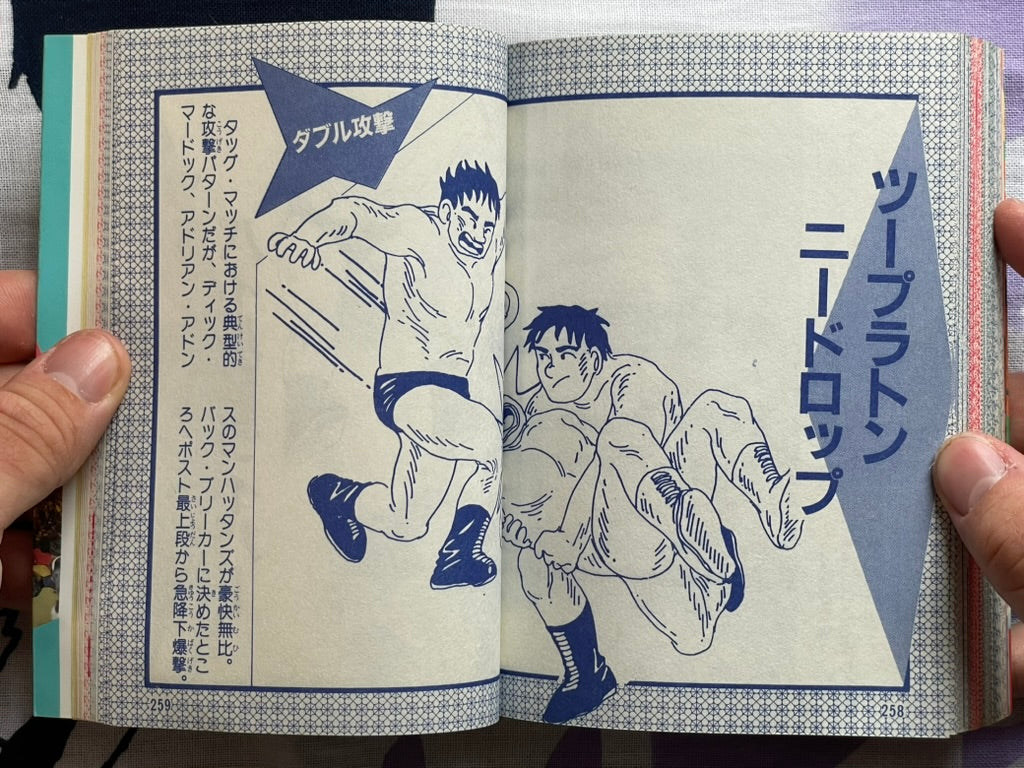 ツープラトン
ニードロップ
258
ダブル攻撃
タッグ・マッチにおける典型的
な攻撃パターンだが、ディック・
マードック、アドリアン・アドン
スのマンハッタンズが豪快無比。
バック・ブリーカーに決めたとこ
ろへポスト最上段から急降下爆撃。
259